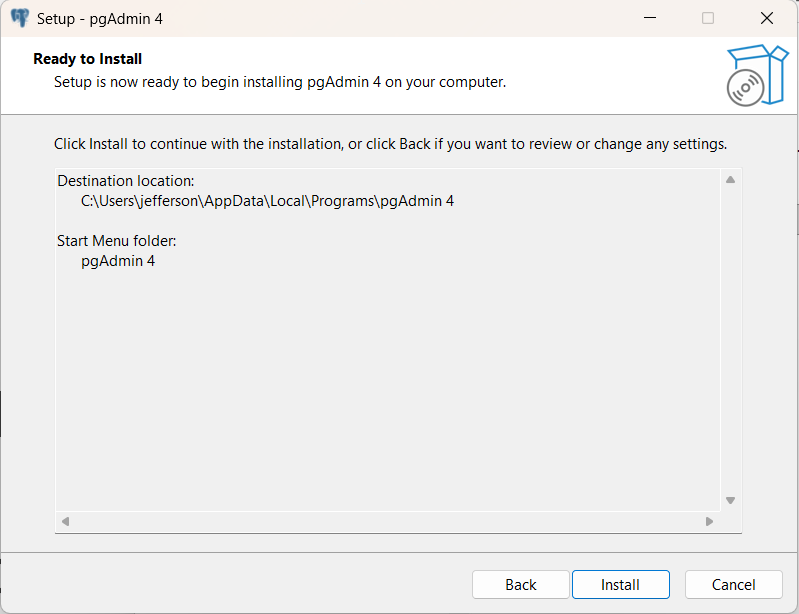 Setup - pgAdmin 4
Ready to Install
Setup is now ready to begin installing pgAdmin 4 on your computer.
Click Install to continue with the installation, or click Back if you want to review or change any settings.
Destination location:
C:\Users\jefferson\AppData\Local\Programs\pgAdmin 4
Start Menu folder:
pgAdmin 4
Back
Install
Cancel